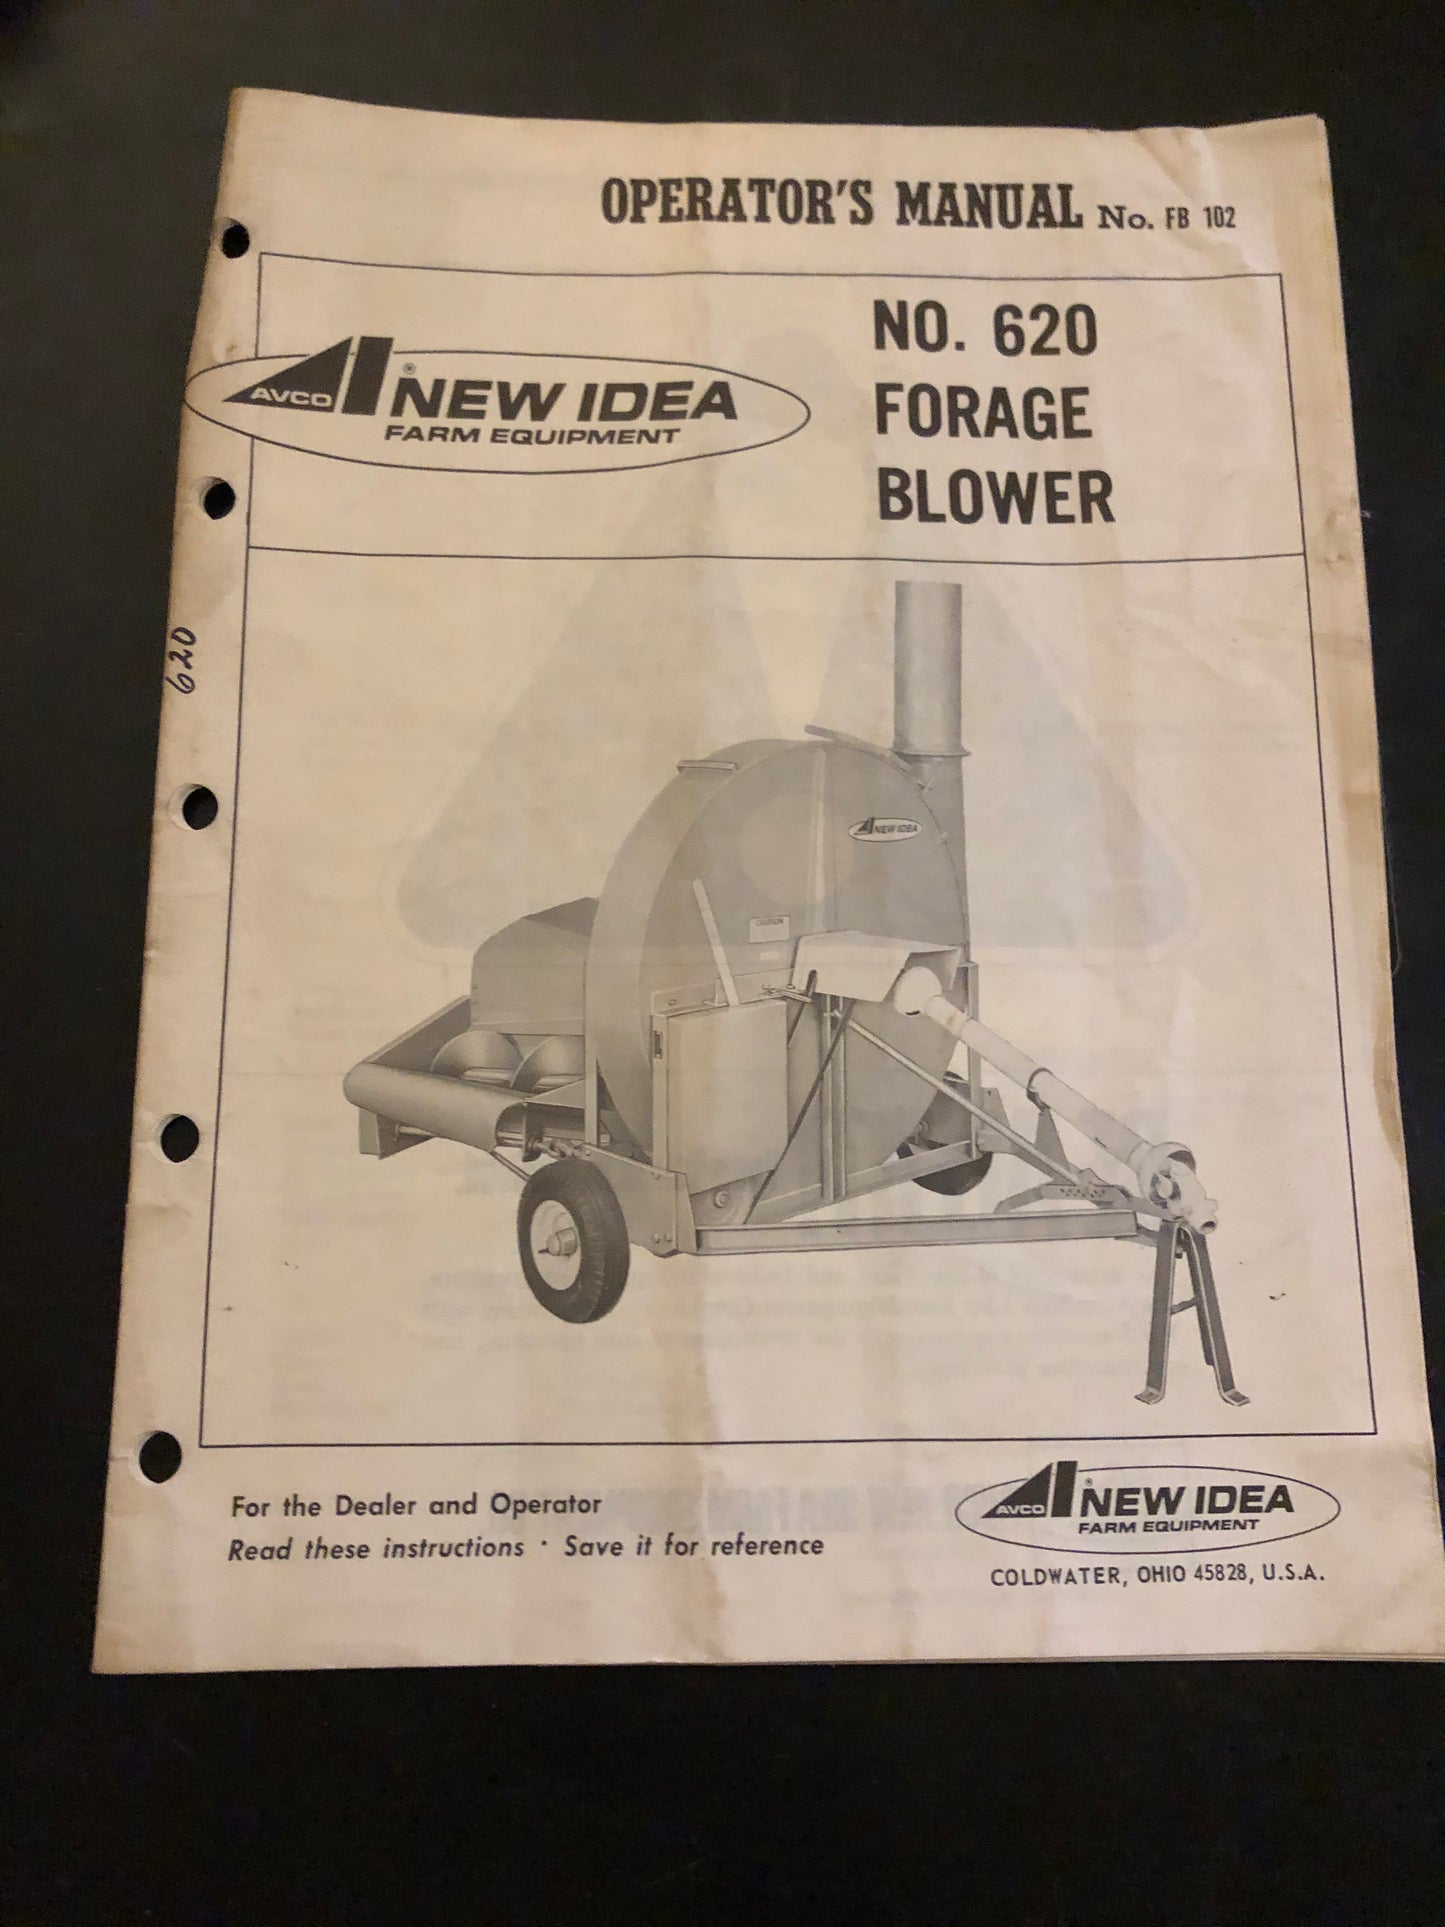 OPERATOR'S MANUAL No. FB 102
AVCO ® NEW IDEA
FARM EQUIPMENT
NO. 620
FORAGE
BLOWER
620
NEW IDEA
CAUTION
For the Dealer and Operator
Read these instructions · Save it for reference
AVCO ® NEW IDEA
FARM EQUIPMENT
COLDWATER, OHIO 45828, U.S.A.